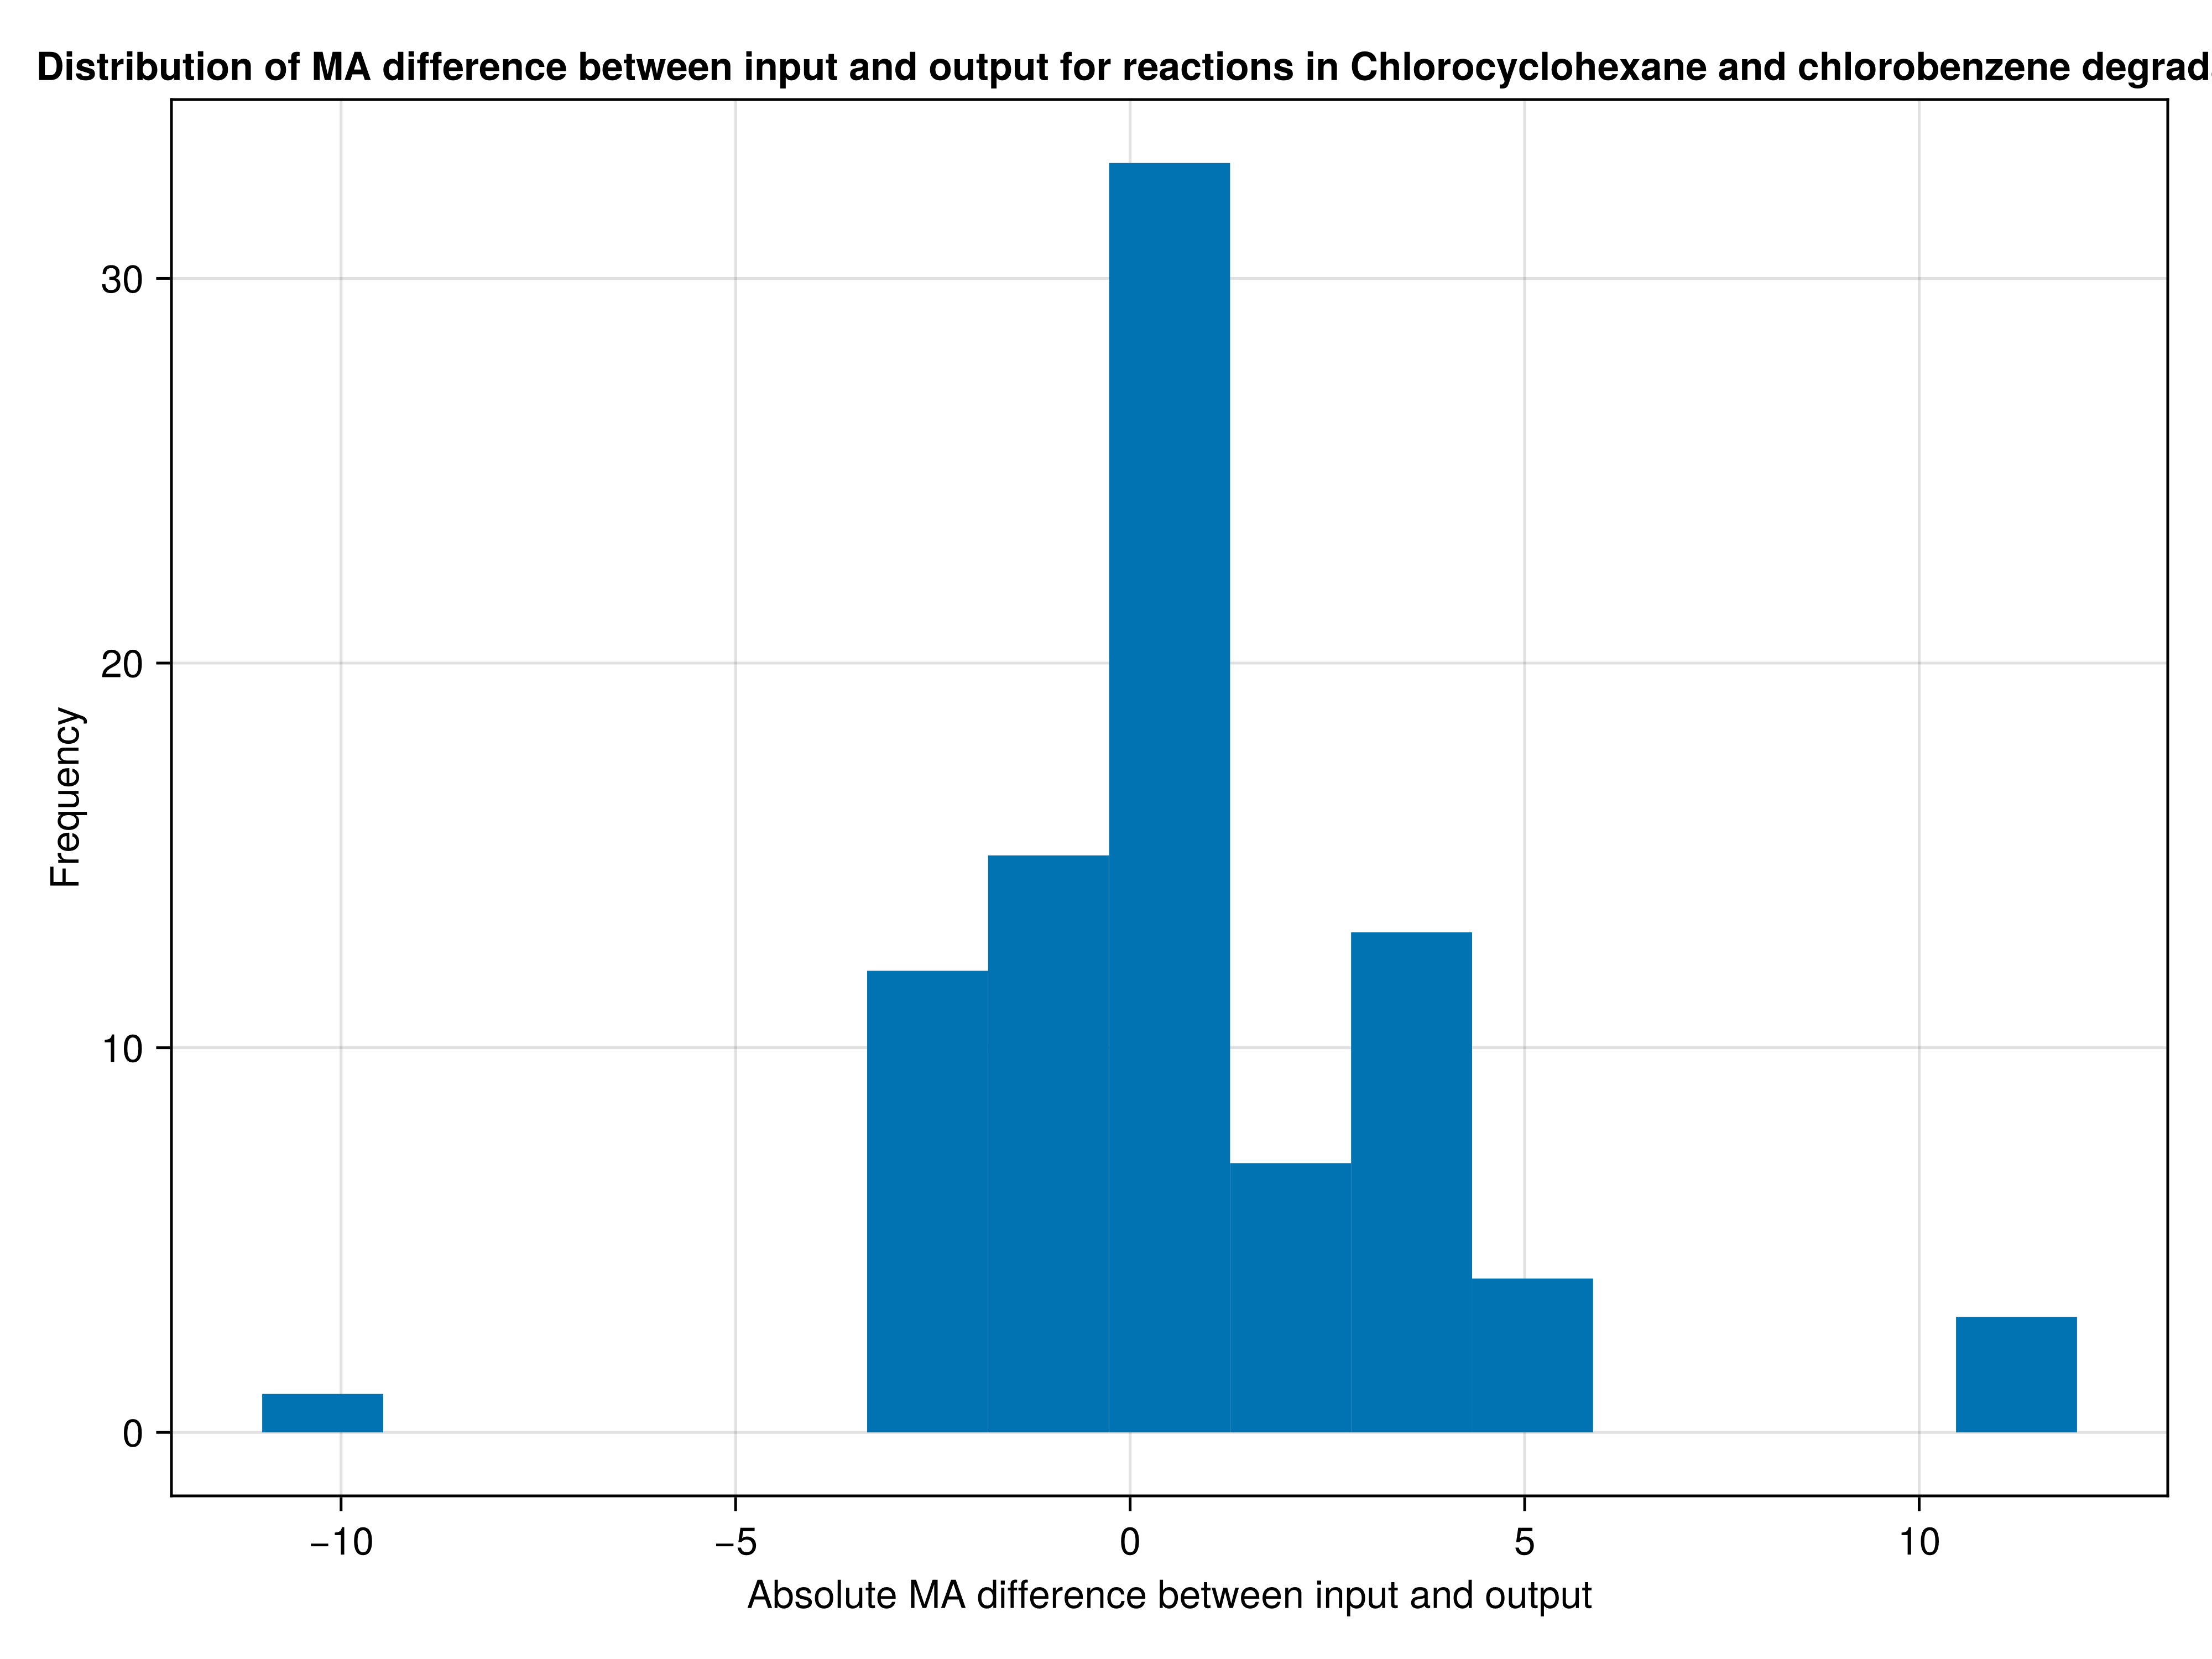 Distribution of MA difference between input and output for reactions in Chlorocyclohexane and chlorobenzene degrad
30
20
10
0
Frequency
−10 −5 0 5 10
Absolute MA difference between input and output